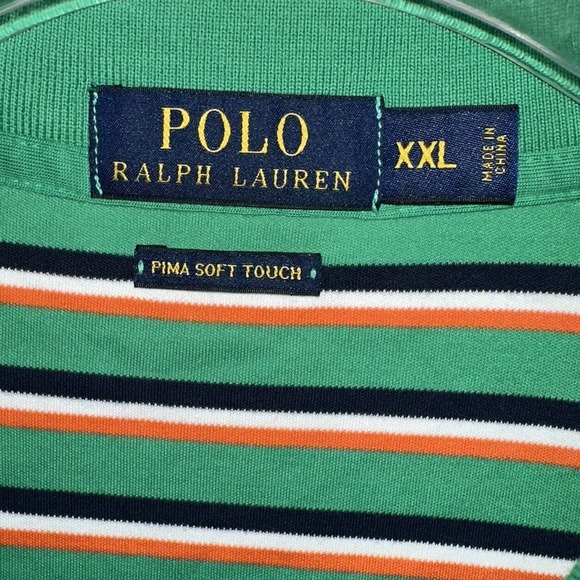 POLO
RALPH LAUREN
XXL
MADE IN
CHINA
PIMA SOFT TOUCH